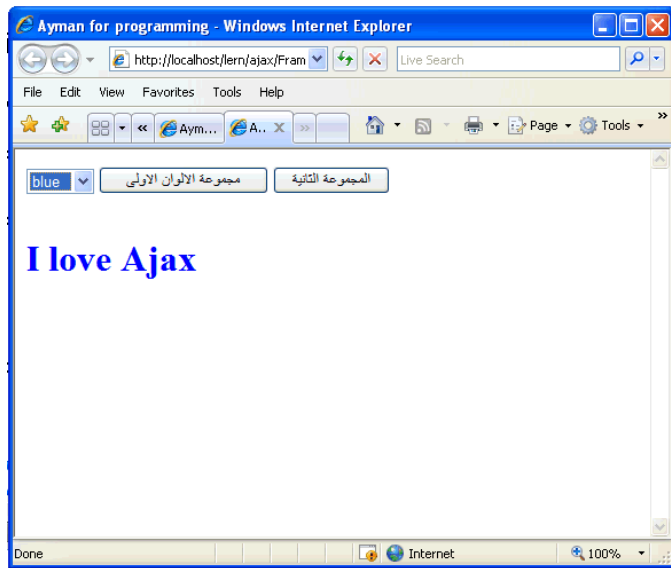 Ayman for programming - Windows Internet Explorer
http://localhost/lern/ajax/Fram
Live Search
File Edit View Favorites Tools Help
Aym... A.. Page Tools
blue مجموعة الالوان الاولى المجموعة الثانية
I love Ajax
Done Internet 100%